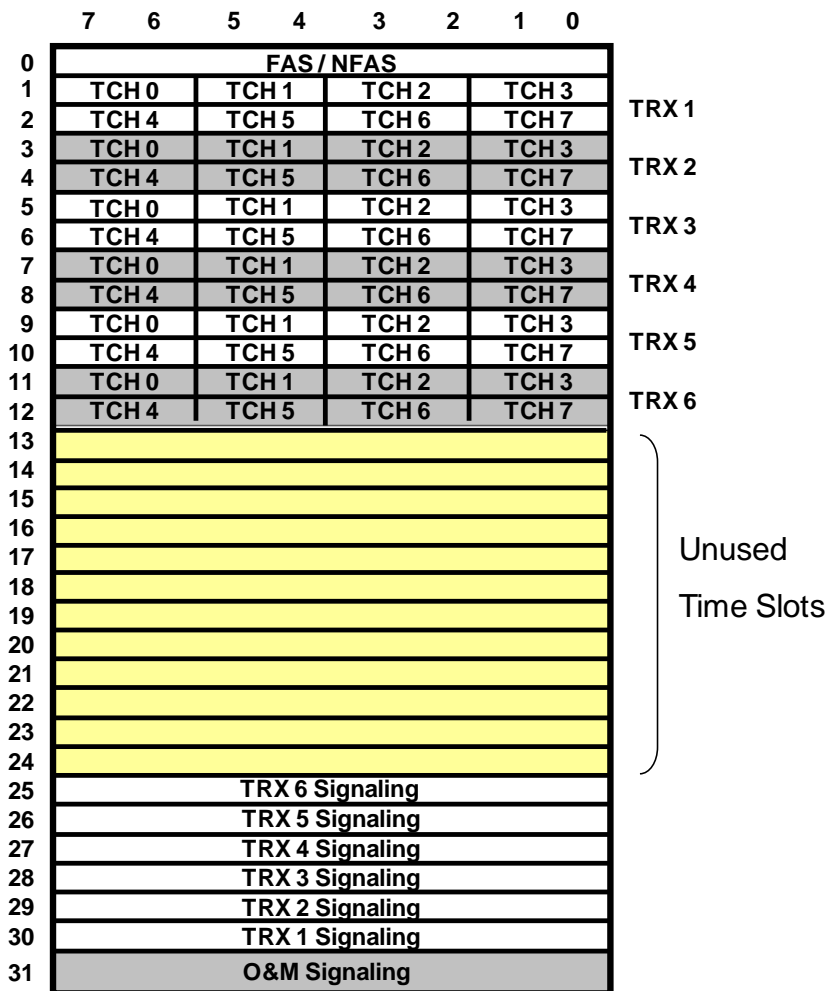 7 6 5 4 3 2 1 0
0 FAS / NFAS
1 TCH 0 TCH 1 TCH 2 TCH 3
TRX 1
2 TCH 4 TCH 5 TCH 6 TCH 7
3 TCH 0 TCH 1 TCH 2 TCH 3
TRX 2
4 TCH 4 TCH 5 TCH 6 TCH 7
5 TCH 0 TCH 1 TCH 2 TCH 3
TRX 3
6 TCH 4 TCH 5 TCH 6 TCH 7
7 TCH 0 TCH 1 TCH 2 TCH 3
TRX 4
8 TCH 4 TCH 5 TCH 6 TCH 7
9 TCH 0 TCH 1 TCH 2 TCH 3
TRX 5
10 TCH 4 TCH 5 TCH 6 TCH 7
11 TCH 0 TCH 1 TCH 2 TCH 3
TRX 6
12 TCH 4 TCH 5 TCH 6 TCH 7
13
14
15
16
17
Unused
18
19
Time Slots
20
21
22
23
24
25 TRX 6 Signaling
26 TRX 5 Signaling
27 TRX 4 Signaling
28 TRX 3 Signaling
29 TRX 2 Signaling
30 TRX 1 Signaling
31 O&M Signaling